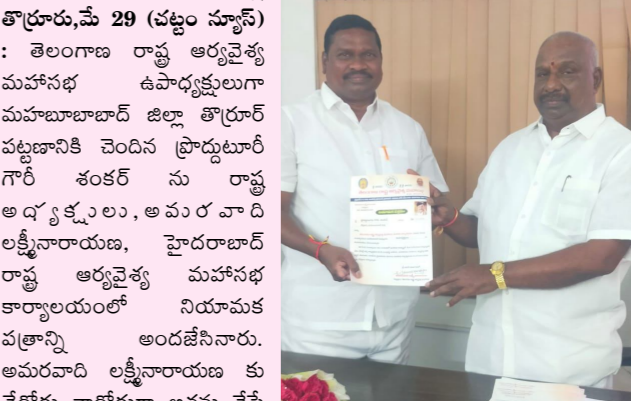 తొర్రూరు,మే 29 (చట్టం న్యూస్)
: తెలంగాణ రాష్ట్ర ఆర్యవైశ్య
మహాసభ ఉపాధ్యక్షులుగా
మహబూబాబాద్ జిల్లా తొర్రూర్
పట్టణానికి చెందిన ప్రొద్దుటూరీ
గౌరీ శంకర్ ను రాష్ట్ర
అధ్యక్షులు,అమరవాది
లక్ష్మీనారాయణ, హైదరాబాద్
రాష్ట్ర ఆర్యవైశ్య మహాసభ
కార్యాలయంలో నియామక
పత్రాన్ని అందజేసినారు.
అమరవాది లక్ష్మీనారాయణ కు